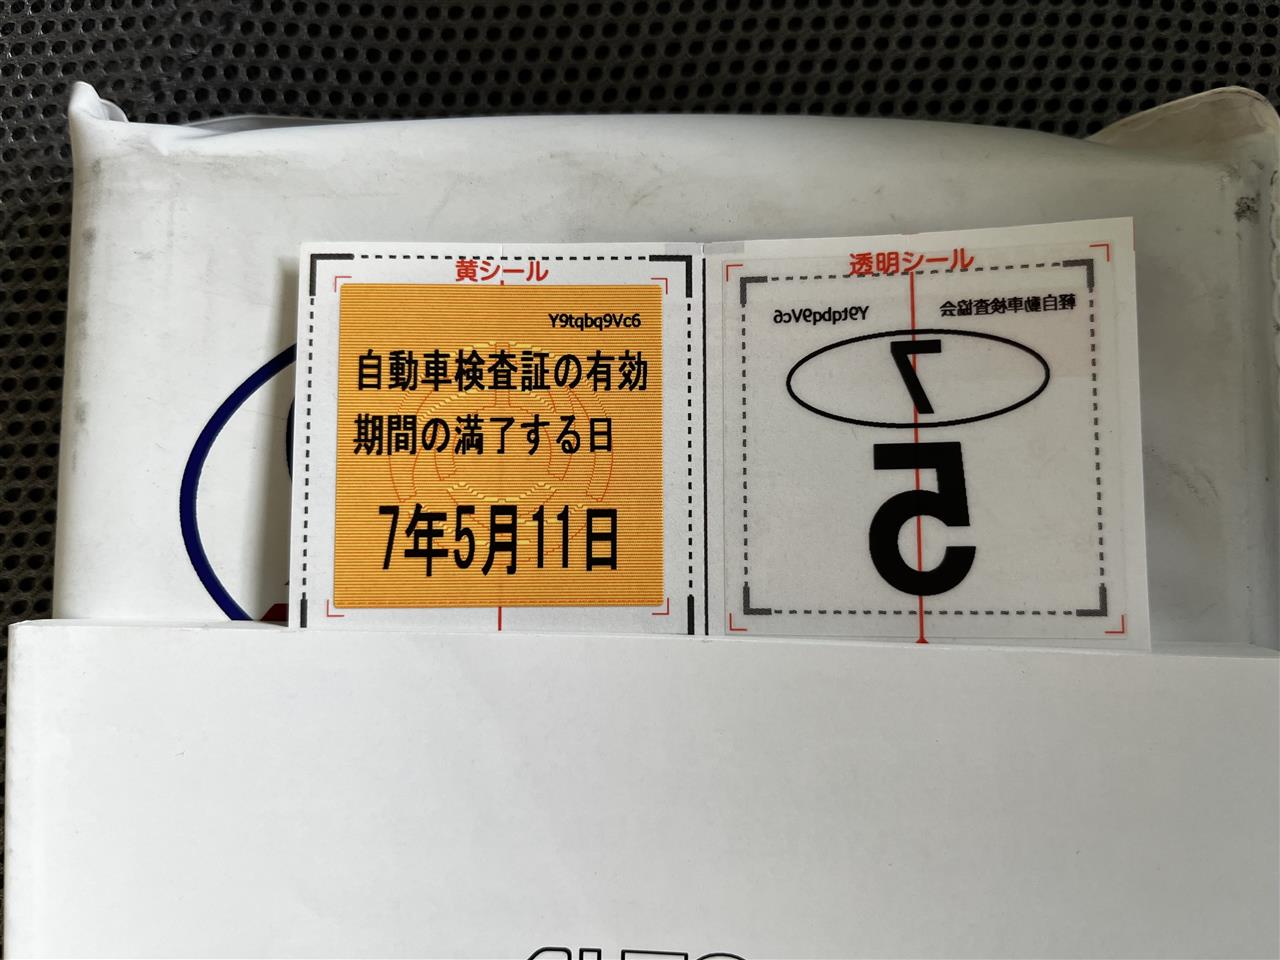 黄シール
Y9tqbq9Vc6
自動車検査証の有効
期間の満了する日
7年5月11日
透明シール
Y9tqbq9Vc6
軽自動車検査協会
7
5